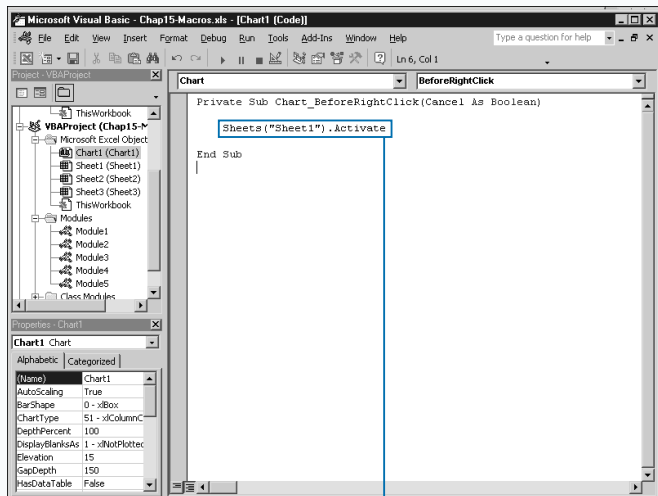 Microsoft Visual Basic - Chap15-Macros.xls - [Chart1 (Code)]
File Edit View Insert Format Debug Run Tools Add-Ins Window Help
Type a question for help
Ln 6, Col 1
Project - VBAProject
Chart
BeforeRightClick
ThisWorkbook
VBAProject (Chap15-M
Microsoft Excel Object
Chart1 (Chart1)
Sheet1 (Sheet1)
Sheet2 (Sheet2)
Sheet3 (Sheet3)
ThisWorkbook
Modules
Module1
Module2
Module3
Module4
Module5
Class Modules
Private Sub Chart_BeforeRightClick(Cancel As Boolean)
Sheets("Sheet1").Activate
End Sub
Properties - Chart1
Chart1 Chart
Alphabetic Categorized
(Name) Chart1
AutoScaling True
BarShape 0 - xlBox
ChartType 51 - xlColumnC
DepthPercent 100
DisplayBlanksAs 1 - xlNotPlotted
Elevation 15
GapDepth 150
HasDataTable False